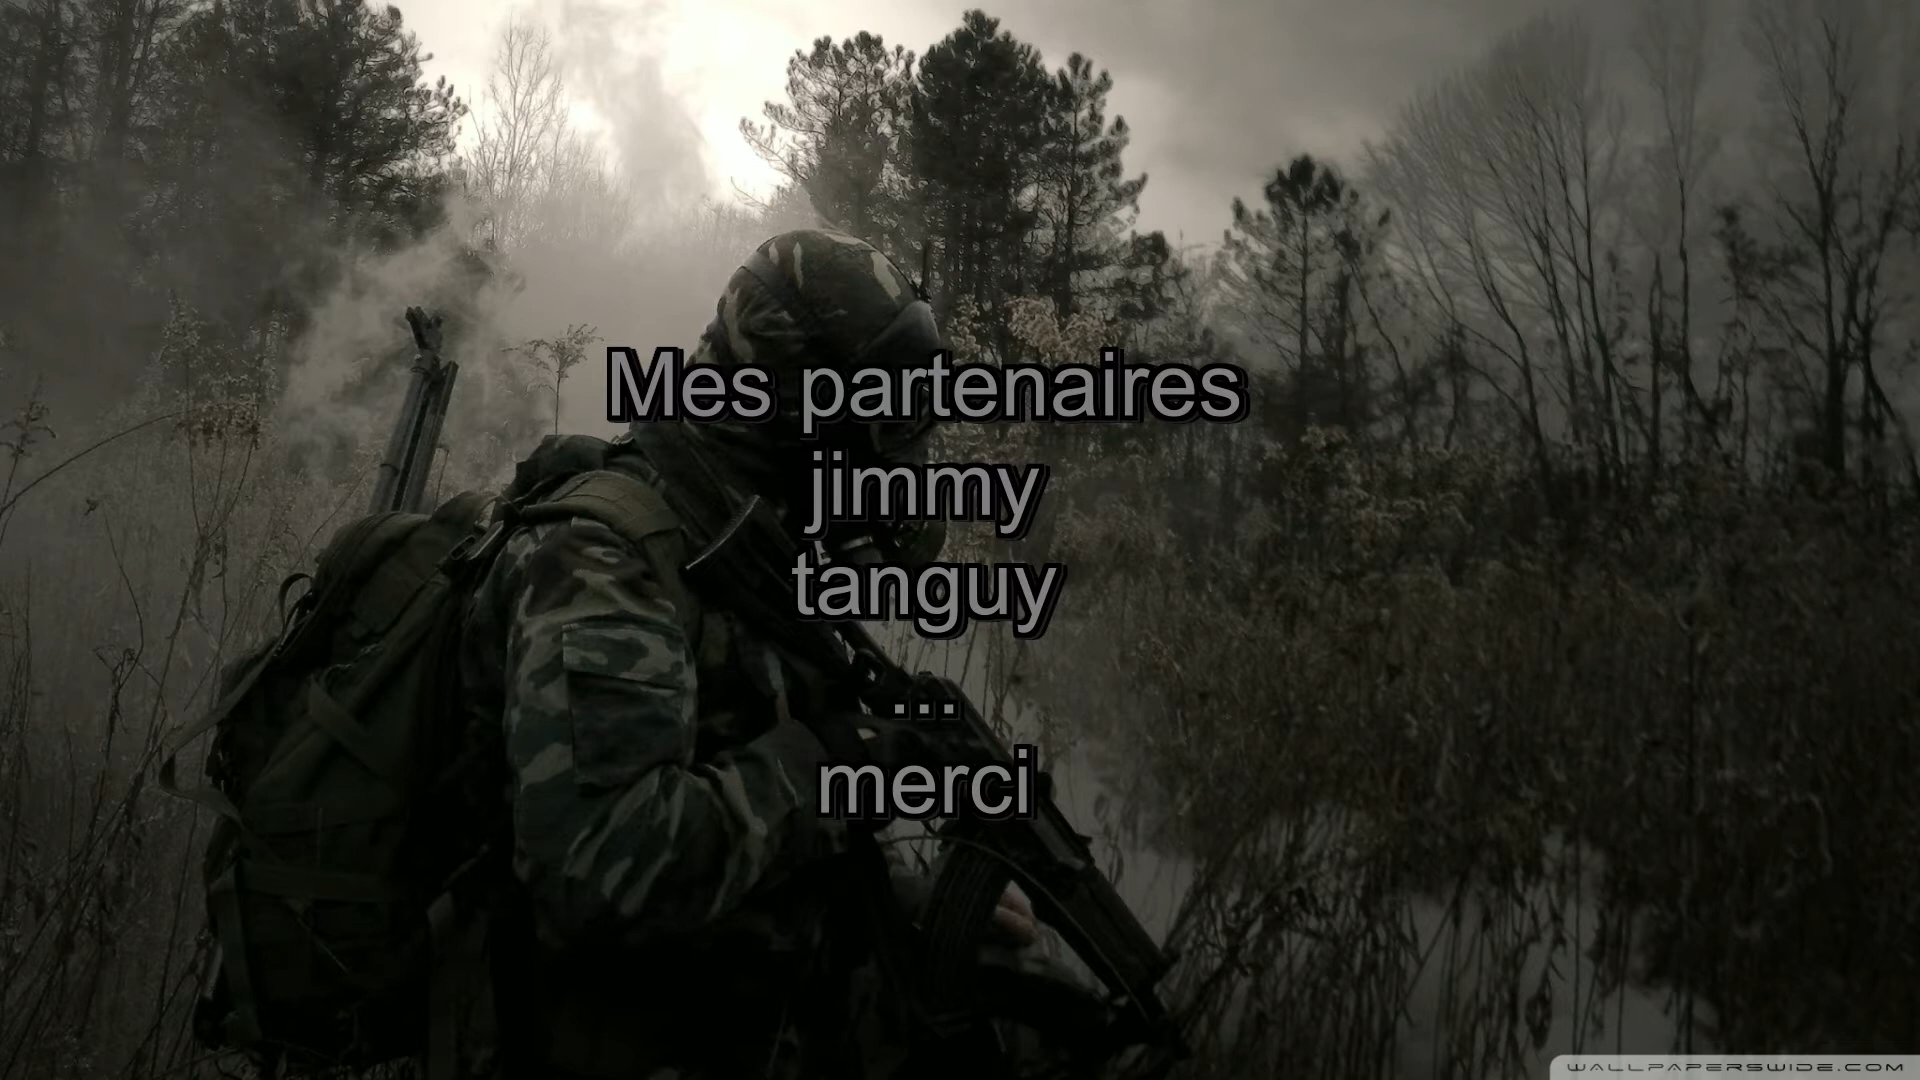 Mes partenaires
jimmy
tanguy
...
merci
WALLPAPERSWIDE.COM